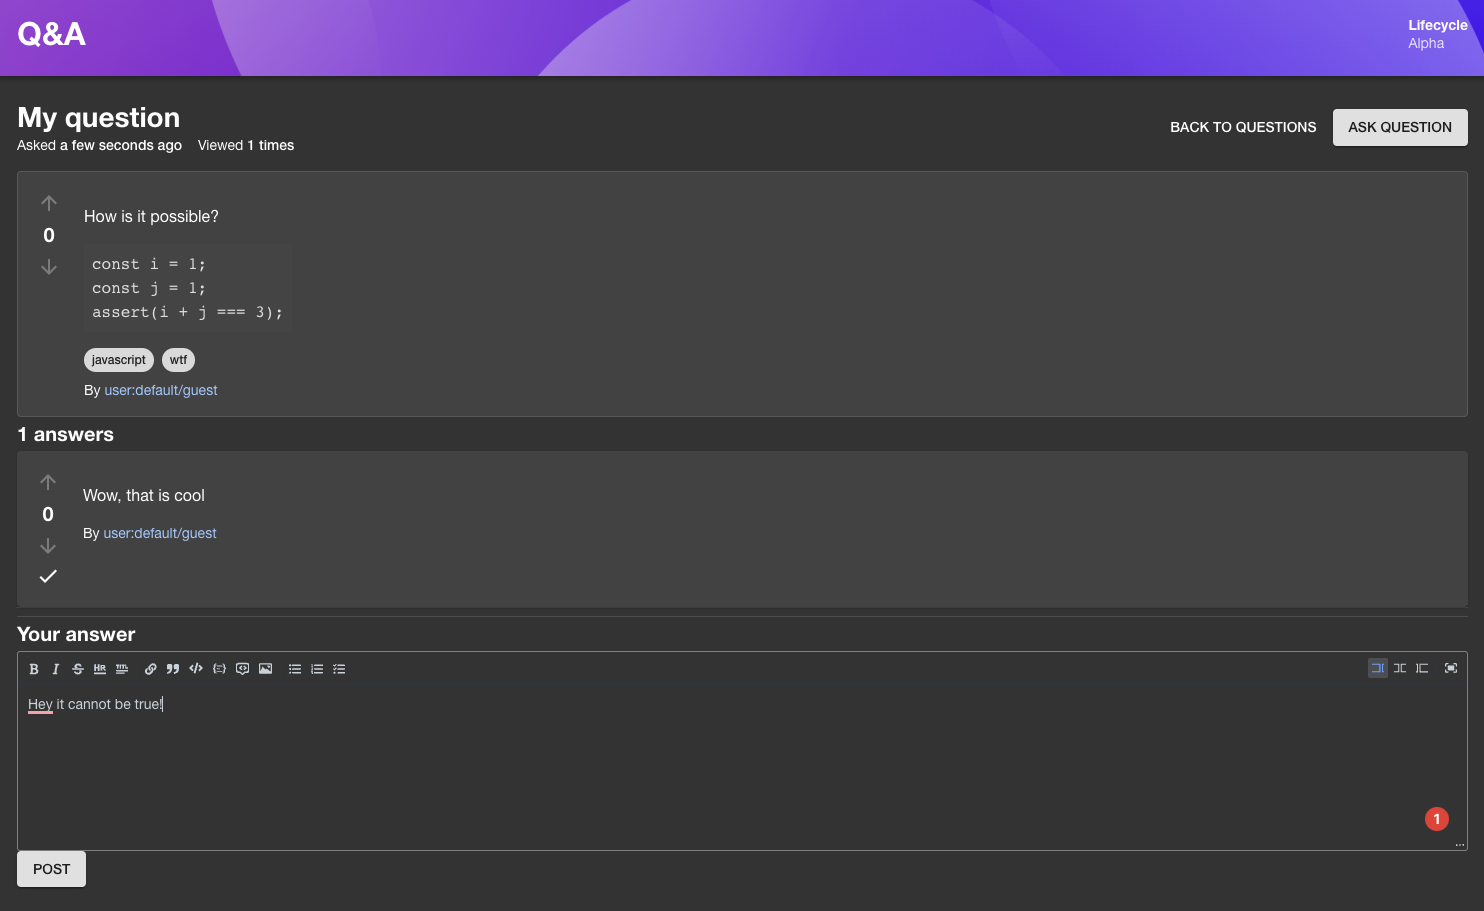 Q&A
Lifecycle
Alpha
My question
Asked a few seconds ago Viewed 1 times
BACK TO QUESTIONS
ASK QUESTION
0
How is it possible?
const i = 1;
const j = 1;
assert(i + j === 3);
javascript wtf
By user:default/guest
1 answers
0
Wow, that is cool
By user:default/guest
Your answer
Hey it cannot be true!
1
POST